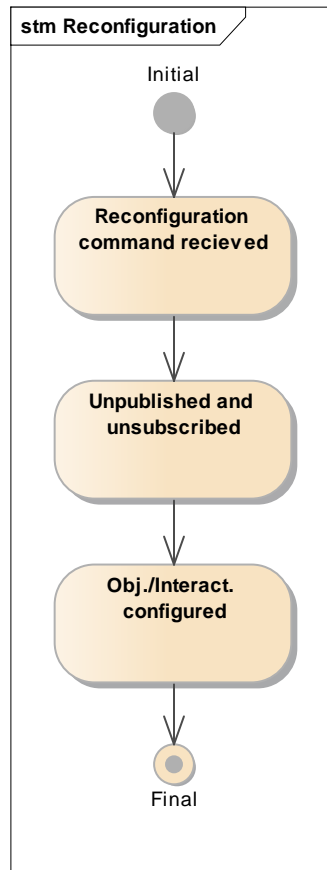 stm Reconfiguration
Initial
Reconfiguration
command recieved
Unpublished and
unsubscribed
Obj./Interact.
configured
Final